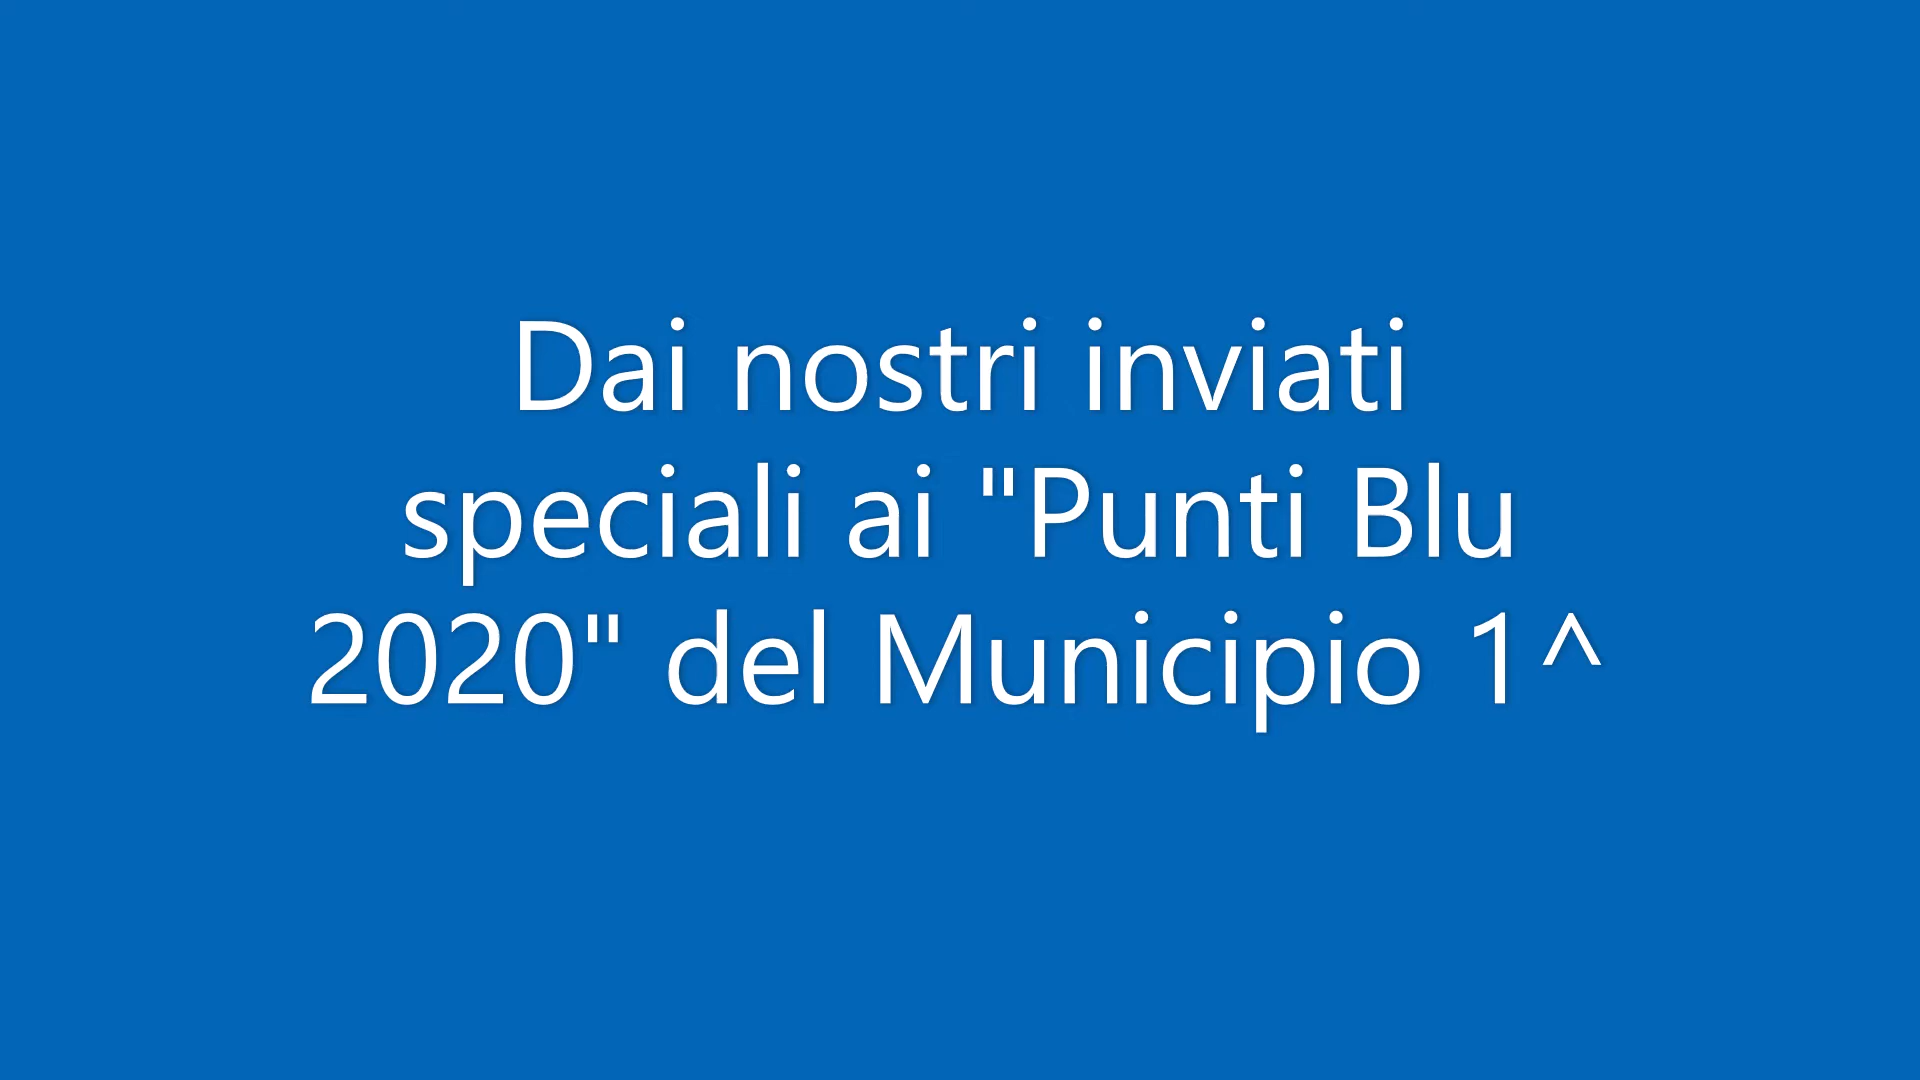 Dai nostri inviati
speciali ai "Punti Blu
2020" del Municipio 1^